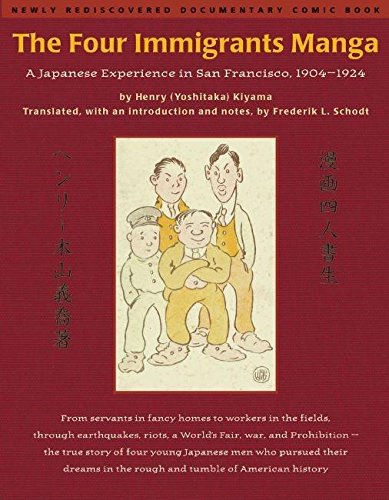 NEWLY REDISCOVERED DOCUMENTARY COMIC BOOK
The Four Immigrants Manga
A Japanese Experience in San Francisco, 1904–1924
by Henry (Yoshitaka) Kiyama
Translated, with an introduction and notes, by Frederik L. Schodt
漫画四人書生
ヘンリー木山義喬著
From servants in fancy homes to workers in the fields,
through earthquakes, riots, a World's Fair, war, and Prohibition—
the true story of four young Japanese men who pursued their
dreams in the rough and tumble of American history